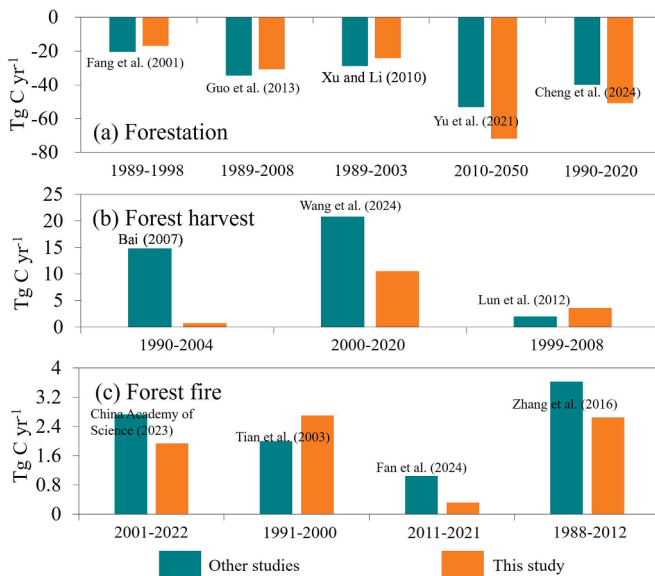 0
-20
-40
-60
-80
Tg C yr-1
Fang et al. (2001)
Guo et al. (2013)
Xu and Li (2010)
Yu et al. (2021)
Cheng et al. (2024)
(a) Forestation
1989-1998 1989-2008 1989-2003 2010-2050 1990-2020
25
20
15
10
5
0
Tg C yr-1
(b) Forest harvest
Bai (2007)
Wang et al. (2024)
Lun et al. (2012)
1990-2004 2000-2020 1999-2008
4
3.2
2.4
1.6
0.8
0
Tg C yr-1
(c) Forest fire
China Academy of
Science (2023)
Tian et al. (2003)
Fan et al. (2024)
Zhang et al. (2016)
2001-2022 1991-2000 2011-2021 1988-2012
Other studies This study